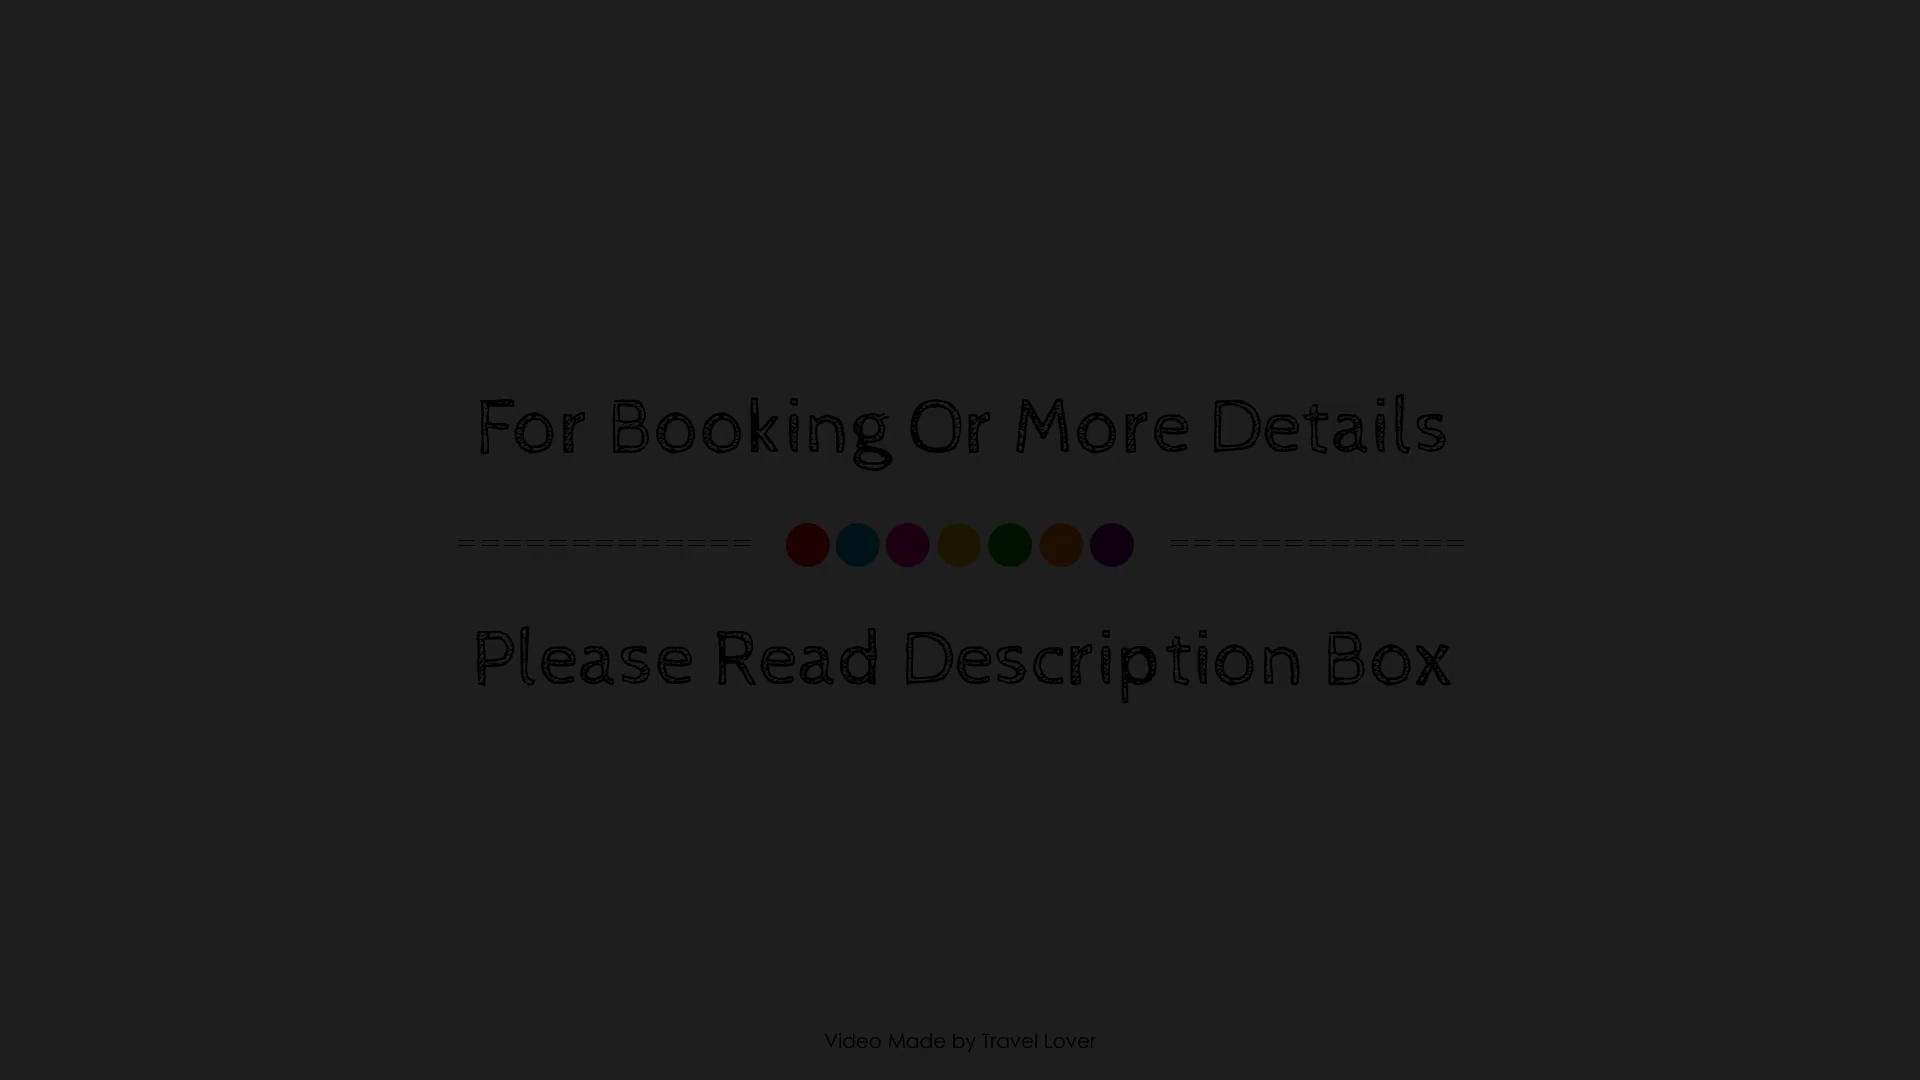 For Booking Or More Details
============= =============
Please Read Description Box
Video Made by Travel Lover